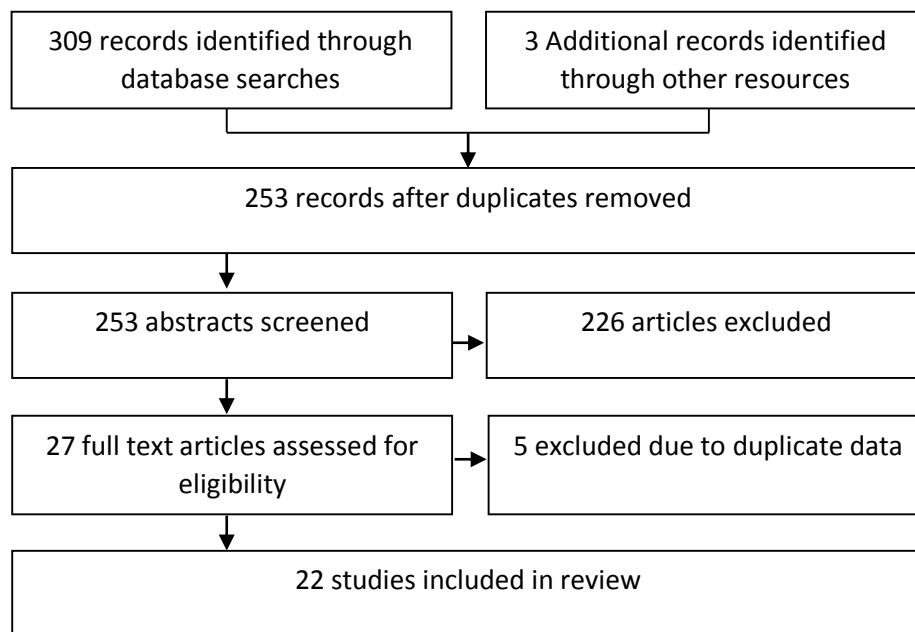 309 records identified through
database searches
3 Additional records identified
through other resources
253 records after duplicates removed
253 abstracts screened
226 articles excluded
27 full text articles assessed for
eligibility
5 excluded due to duplicate data
22 studies included in review